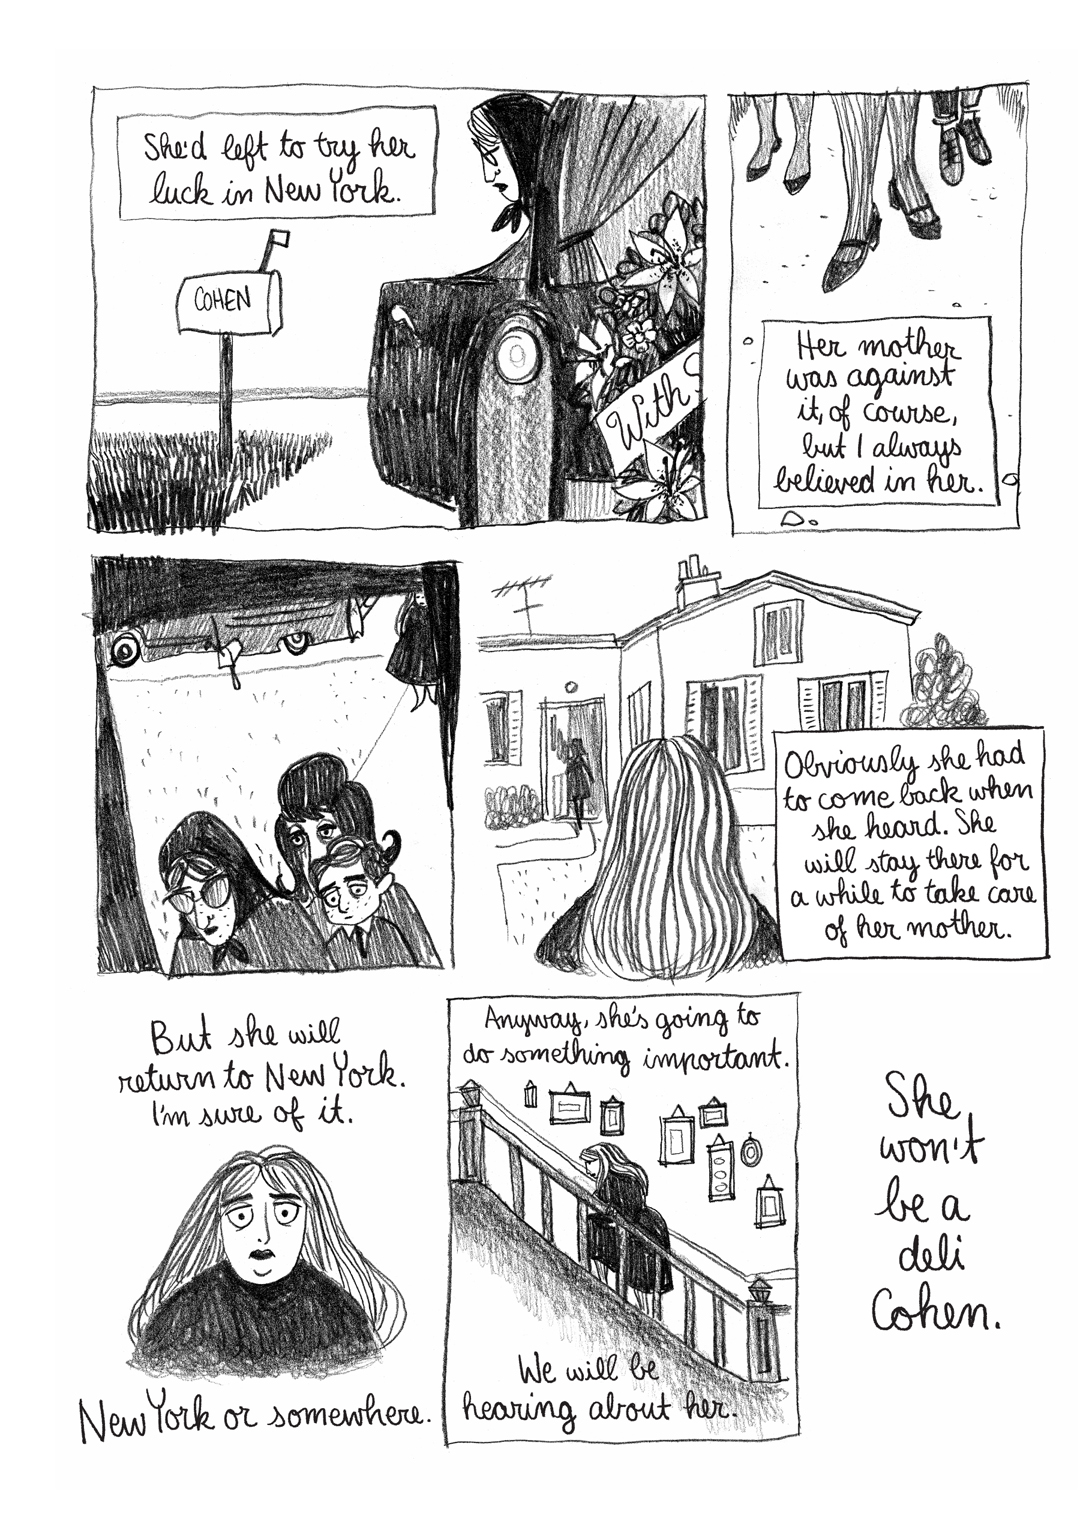 She'd left to try her
luck in New York.
COHEN
With S
Her mother
was against
it, of course,
but I always
believed in her.
Obviously she had
to come back when
she heard. She
will stay there for
a while to take care
of her mother.
But she will
return to New York.
I'm sure of it.
New York or somewhere.
Anyway, she's going to
do something important.
We will be
hearing about her.
She
won't
be a
deli
Cohen.